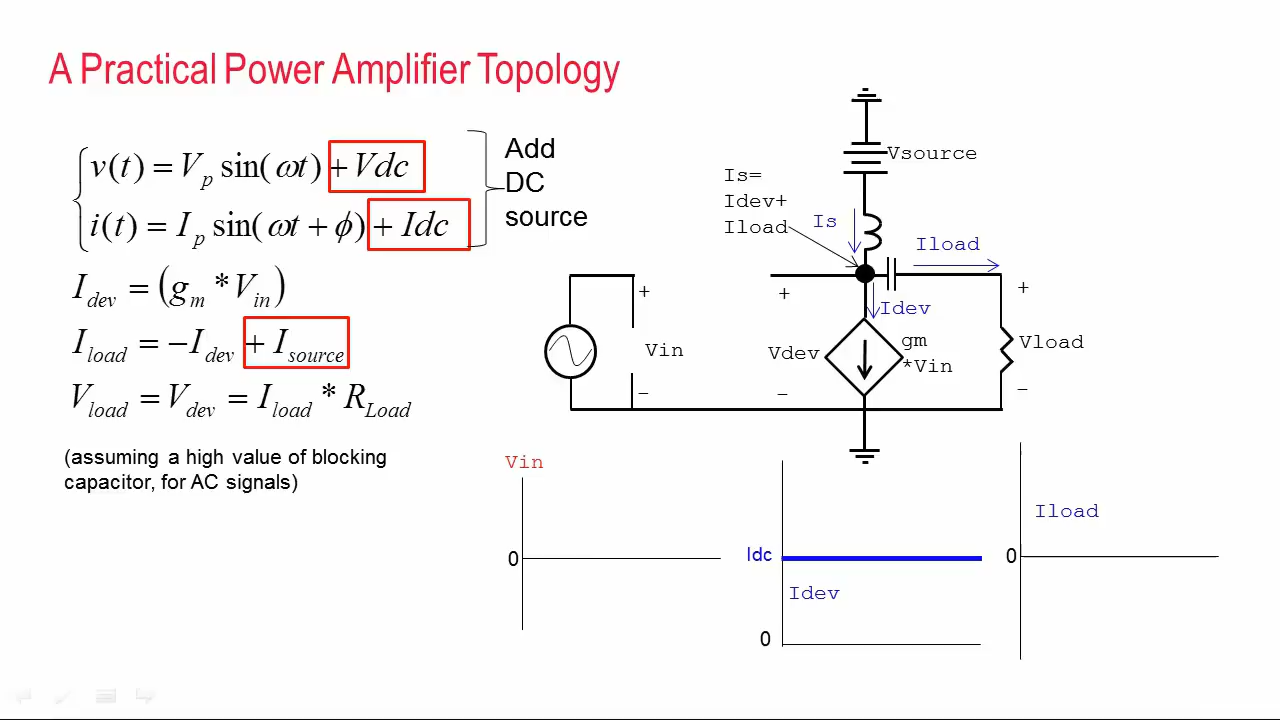 A Practical Power Amplifier Topology
v(t) = V_p sin(ωt) + Vdc
i(t) = I_p sin(ωt + ϕ) + Idc
Add
DC
source
I_dev = (g_m * V_in)
I_load = −I_dev + I_source
V_load = V_dev = I_load * R_Load
(assuming a high value of blocking
capacitor, for AC signals)
Vsource
Is=
Idev+
Iload
Is
Iload
Idev
+
Vin
−
+
Vdev
−
gm
*Vin
+
Vload
−
Vin
0
Idc
Idev
0
Iload
0